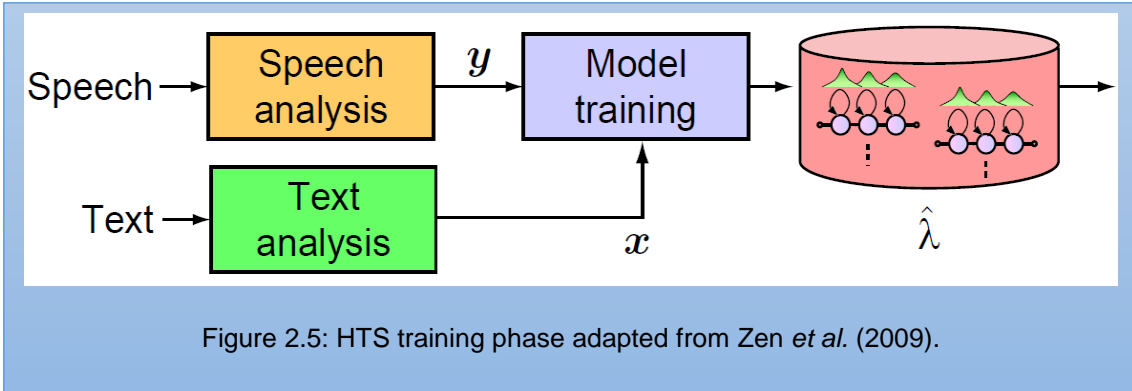 Speech
Speech
analysis
y
Model
training
Text
Text
analysis
x
λ̂
Figure 2.5: HTS training phase adapted from Zen et al. (2009).